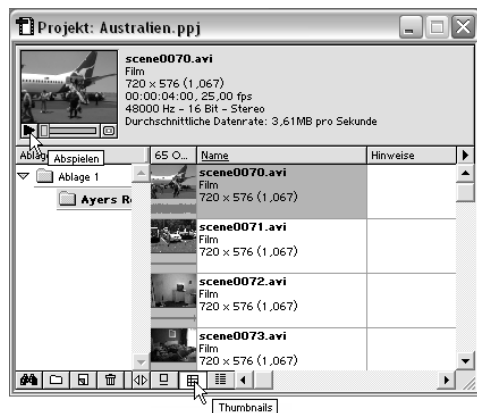 Projekt: Australien.ppj
scene0070.avi
Film
720 x 576 (1,067)
00:00:04:00, 25,00 fps
48000 Hz - 16 Bit - Stereo
Durchschnittliche Datenrate: 3,61MB pro Sekunde
Abspielen
65 O... Name Hinweise
Ablage 1
Ayers
scene0070.avi
Film
720 x 576 (1,067)
scene0071.avi
Film
720 x 576 (1,067)
scene0072.avi
Film
720 x 576 (1,067)
scene0073.avi
Film
720 x 576 (1,067)
Thumbnails